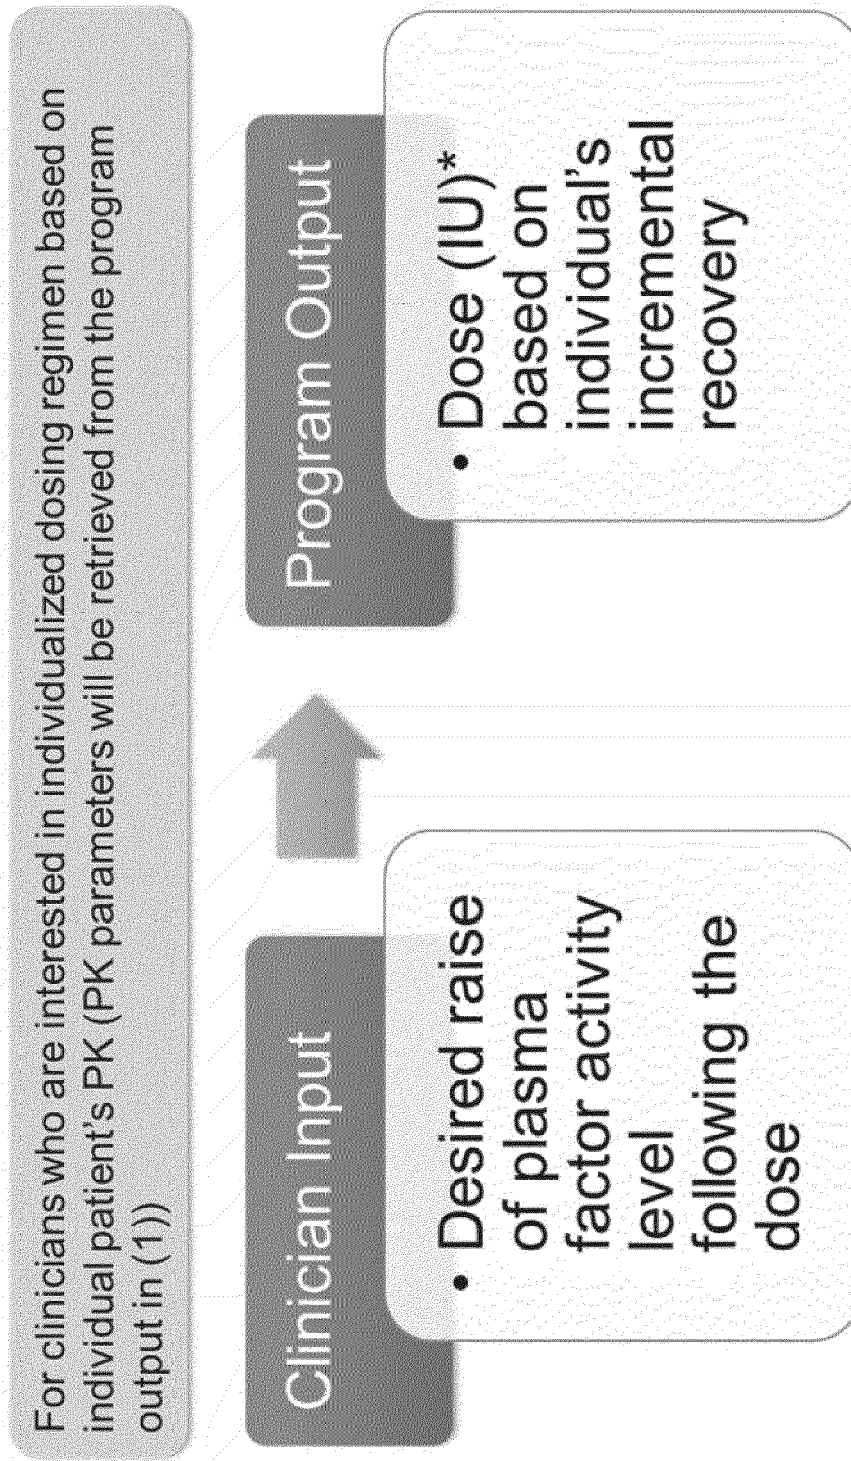 For clinicians who are interested in individualized dosing regimen based on
individual patient's PK (PK parameters will be retrieved from the program
output in (1))
Clinician Input
• Desired raise
of plasma
factor activity
level
following the
dose
Program Output
• Dose (IU)*
based on
individual's
incremental
recovery